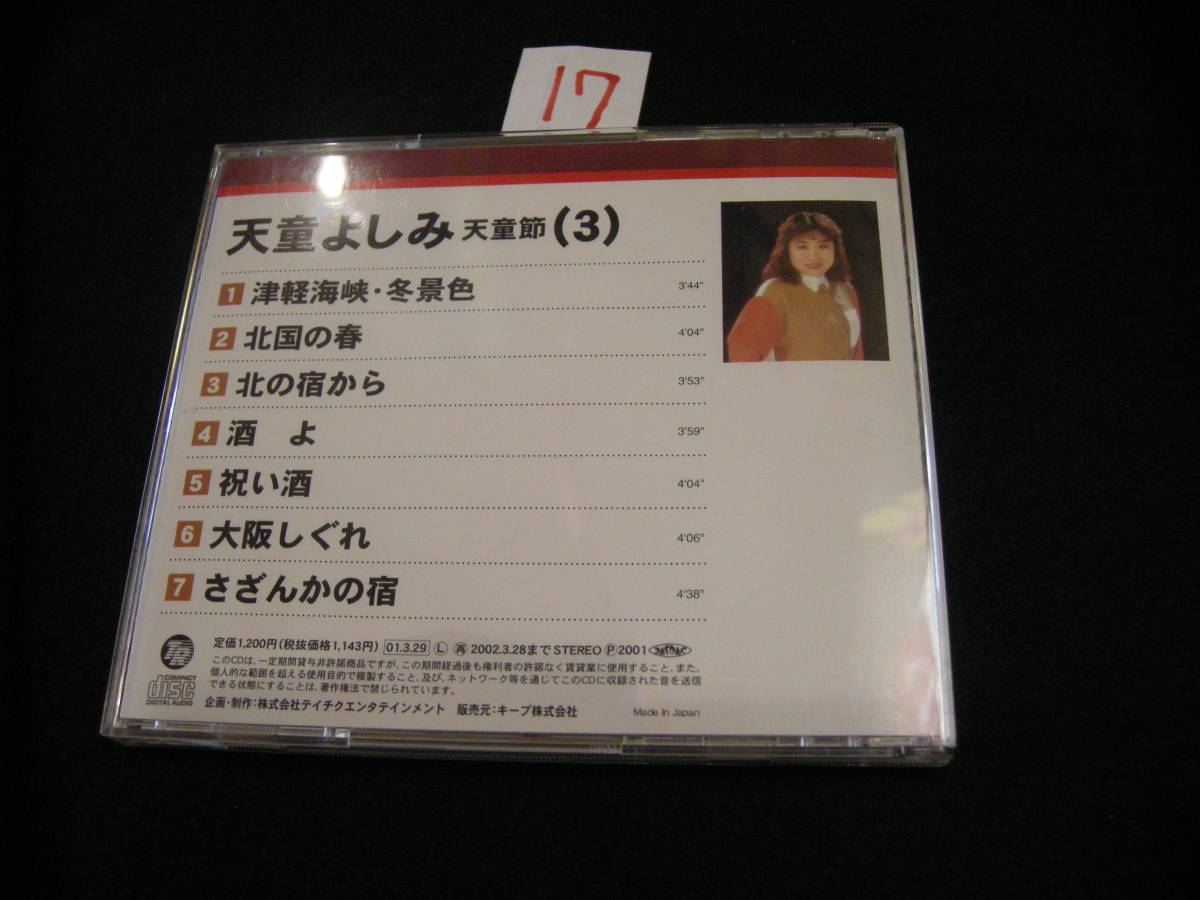 17
天童よしみ 天童節(3)
1 津軽海峡・冬景色 3'44"
2 北国の春 4'04"
3 北の宿から 3'53"
4 酒　よ 3'59"
5 祝い酒 4'04"
6 大阪しぐれ 4'06"
7 さざんかの宿 4'38"
定価1,200円(税抜価格1,143円) 01.3.29 Ⓛ 再 2002.3.28まで STEREO Ⓟ 2001 JASRAC
このCDは、一定期間貸与非許諾商品ですが、この期間経過後も権利者の許諾なく賃貸業に使用すること、また、
個人的な範囲を超える使用目的で複製すること、及び、ネットワーク等を通じてこのCDに収録された音を送信
できる状態にすることは、著作権法で禁じられています。
COMPACT
disc
DIGITAL AUDIO
企画・制作：株式会社テイチクエンタテインメント　販売元：キープ株式会社 Made In Japan